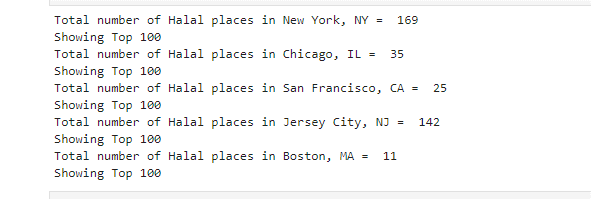 Total number of Halal places in New York, NY =  169
Showing Top 100
Total number of Halal places in Chicago, IL =  35
Showing Top 100
Total number of Halal places in San Francisco, CA =  25
Showing Top 100
Total number of Halal places in Jersey City, NJ =  142
Showing Top 100
Total number of Halal places in Boston, MA =  11
Showing Top 100